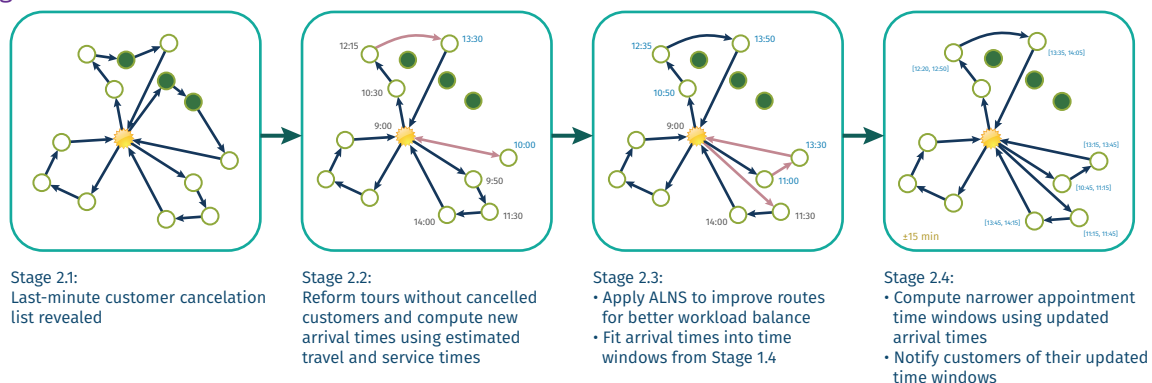 12:15
13:30
10:30
9:00
10:00
9:50
11:30
14:00
12:35
13:50
10:50
9:00
13:30
11:00
11:30
14:00
[12:20, 12:50]
[13:35, 14:05]
[13:15, 13:45]
[10:45, 11:15]
[13:45, 14:15]
[11:15, 11:45]
±15 min
Stage 2.1:
Last-minute customer cancelation
list revealed
Stage 2.2:
Reform tours without cancelled
customers and compute new
arrival times using estimated
travel and service times
Stage 2.3:
• Apply ALNS to improve routes
for better workload balance
• Fit arrival times into time
windows from Stage 1.4
Stage 2.4:
• Compute narrower appointment
time windows using updated
arrival times
• Notify customers of their updated
time windows